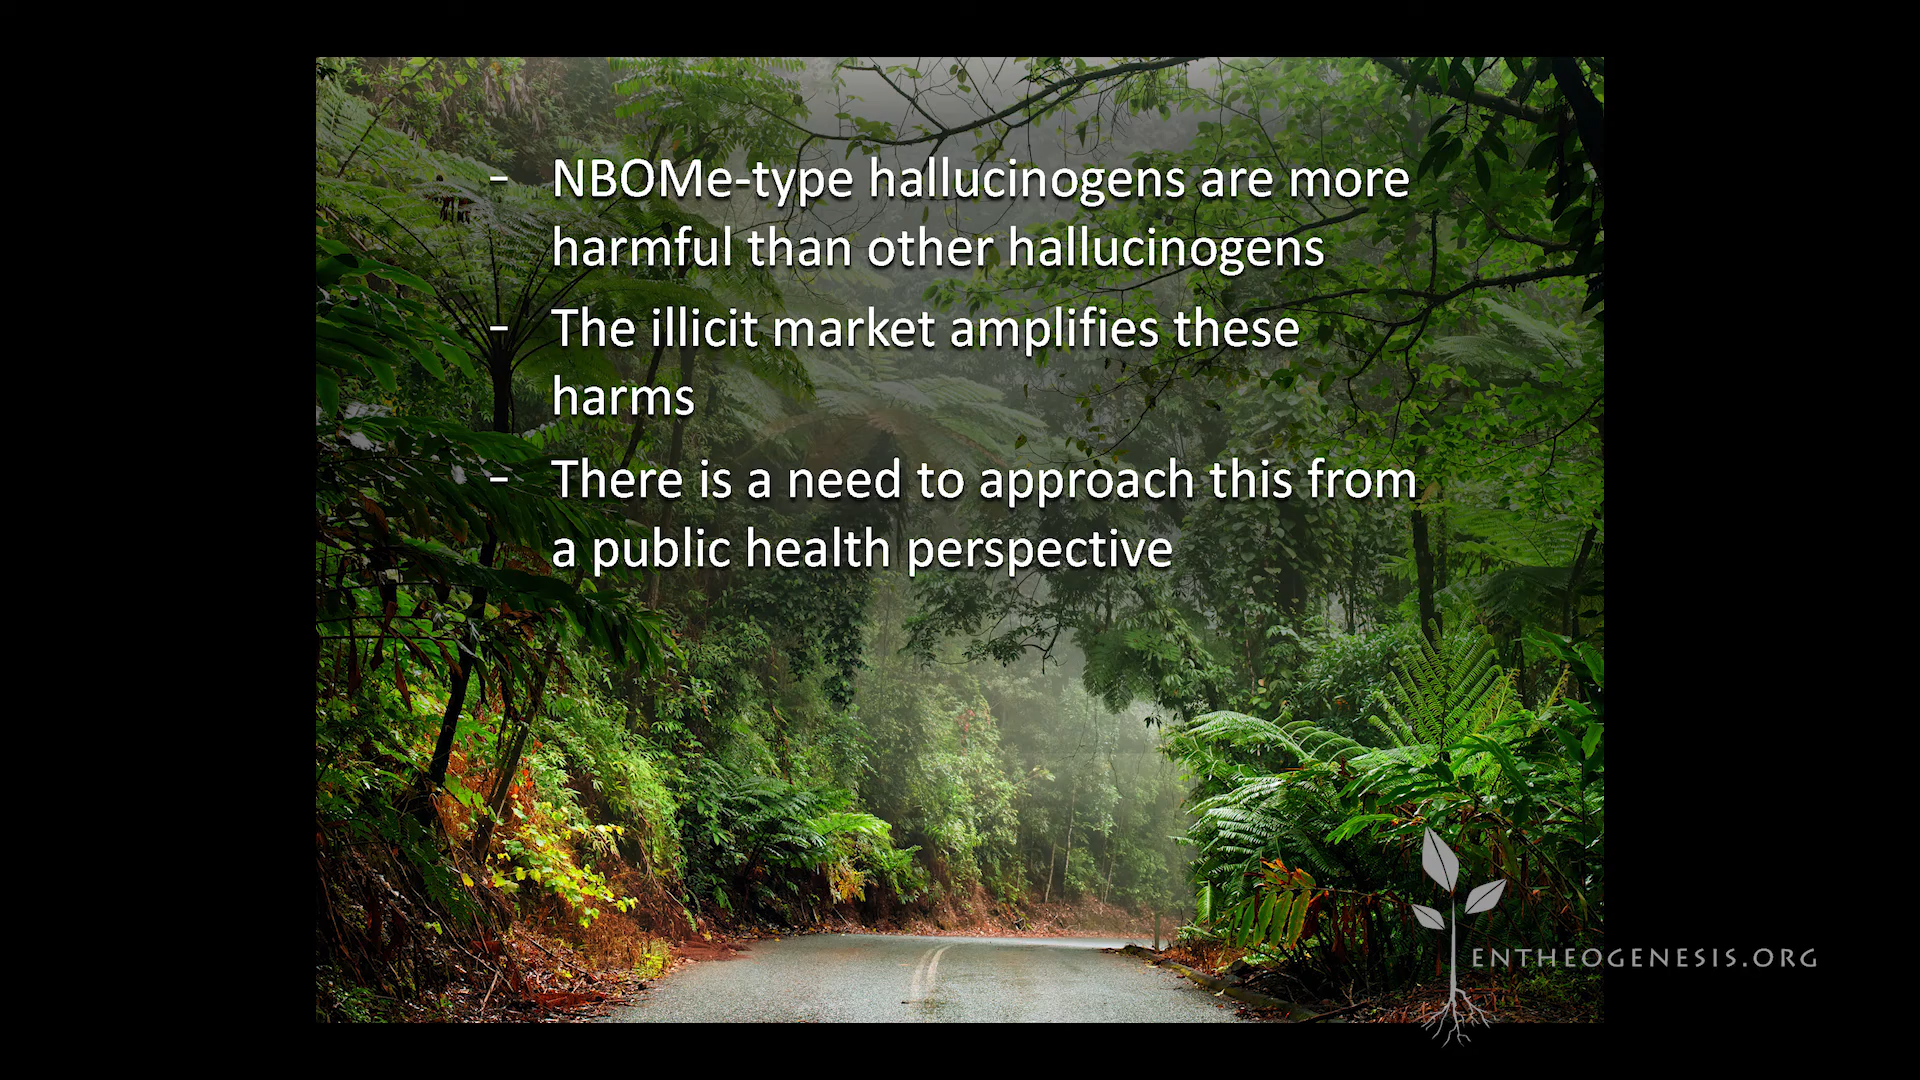 - NBOMe-type hallucinogens are more
harmful than other hallucinogens
- The illicit market amplifies these
harms
- There is a need to approach this from
a public health perspective
ENTHEOGENESIS.ORG